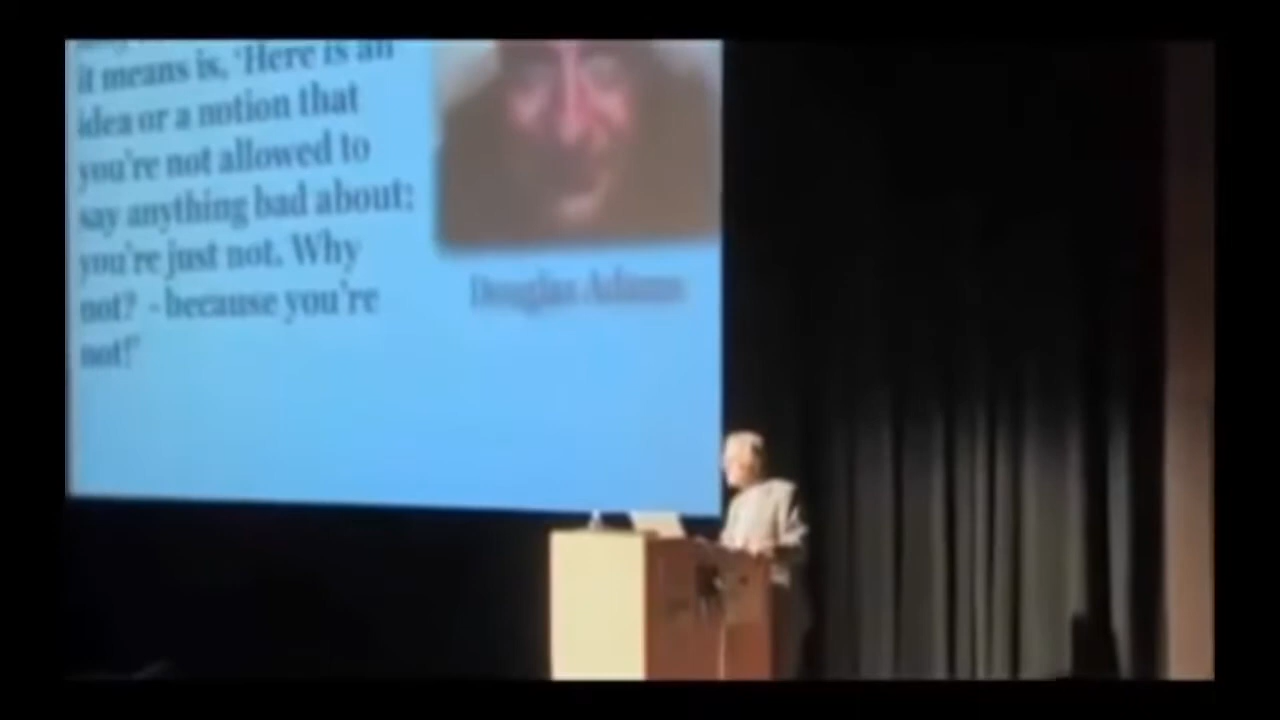 it means is, 'Here is an
idea or a notion that
you're not allowed to
say anything bad about;
you're just not. Why
not? - because you're
not!'
Douglas Adams